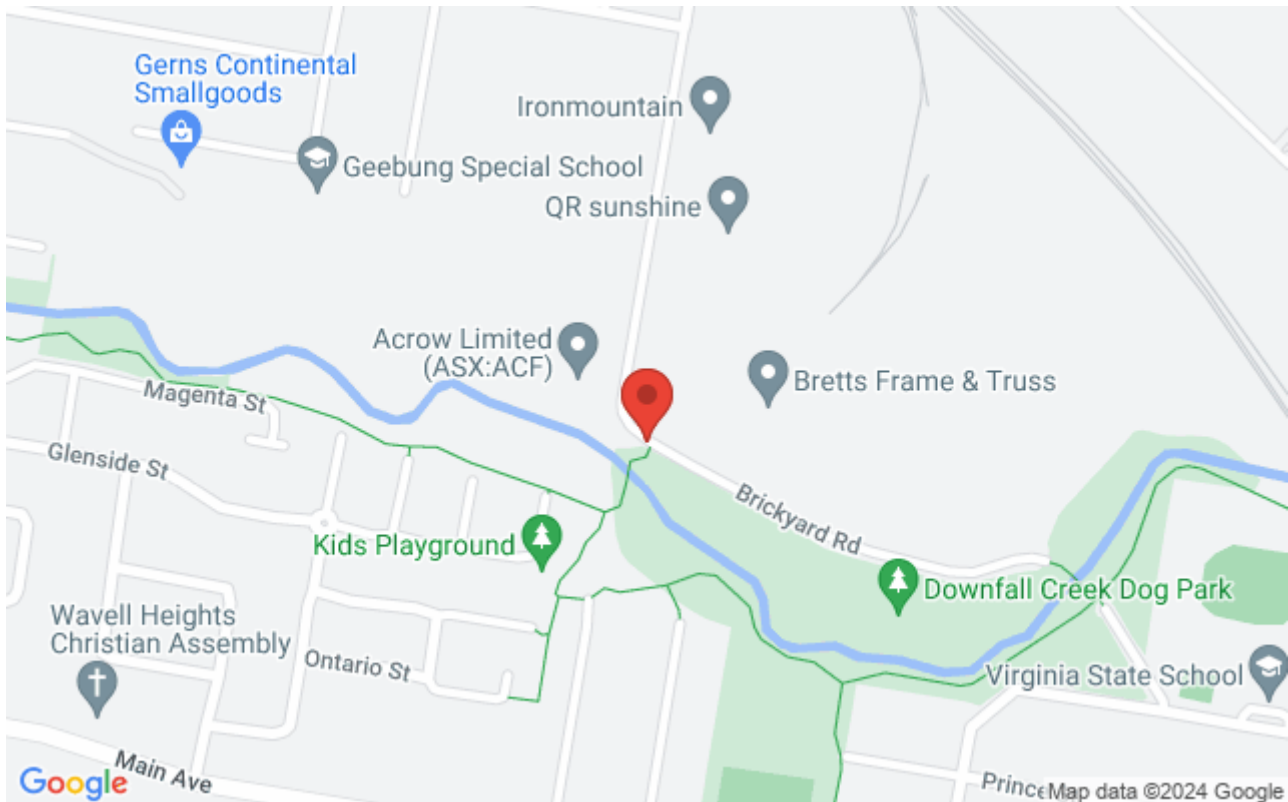 Gerns Continental
Smallgoods
Ironmountain
Geebung Special School
QR sunshine
Acrow Limited
(ASX:ACF)
Bretts Frame & Truss
Magenta St
Glenside St
Brickyard Rd
Kids Playground
Downfall Creek Dog Park
Wavell Heights
Christian Assembly
Ontario St
Virginia State School
Main Ave
Google
Map data ©2024 Google